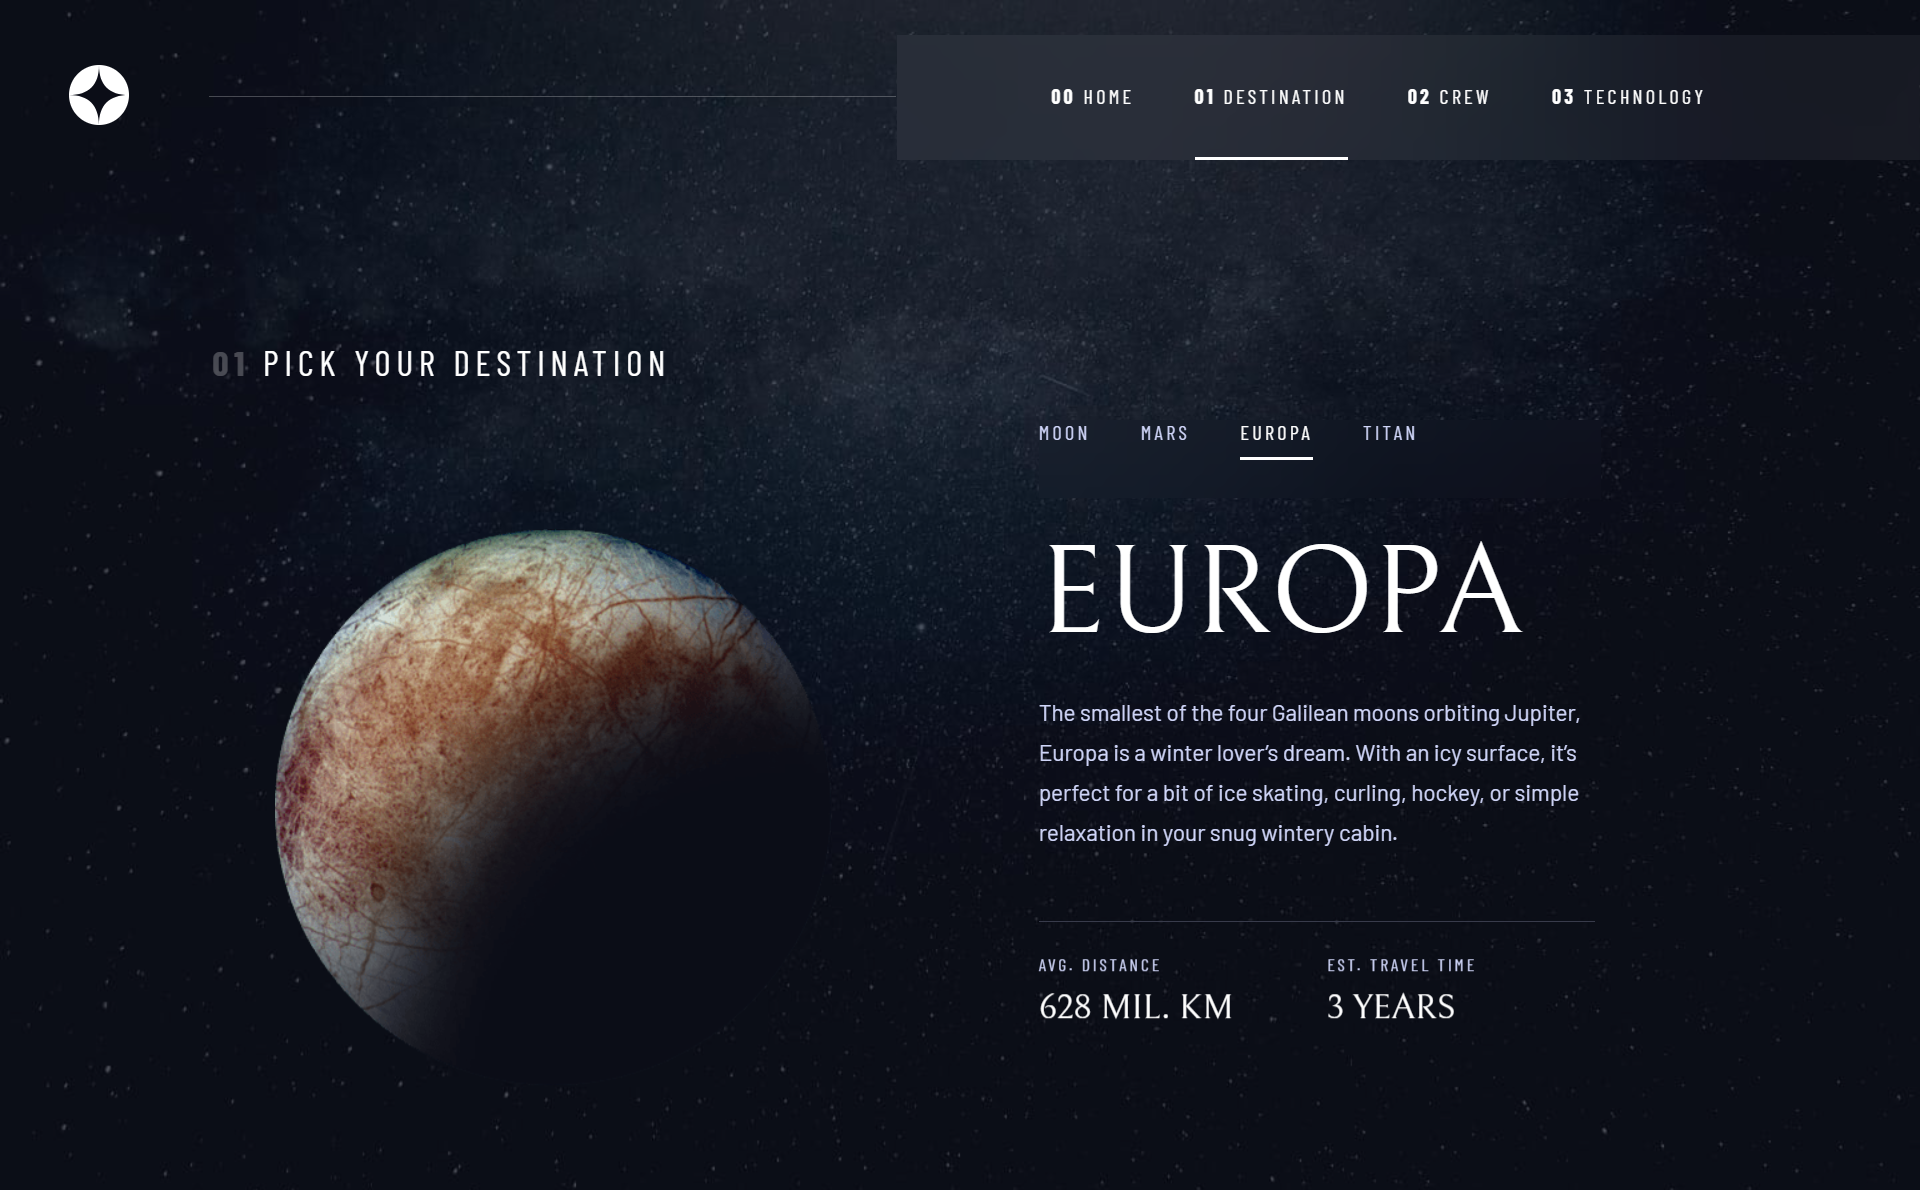 00 HOME 01 DESTINATION 02 CREW 03 TECHNOLOGY
01 PICK YOUR DESTINATION
MOON MARS EUROPA TITAN
EUROPA
The smallest of the four Galilean moons orbiting Jupiter,
Europa is a winter lover’s dream. With an icy surface, it’s
perfect for a bit of ice skating, curling, hockey, or simple
relaxation in your snug wintery cabin.
AVG. DISTANCE
628 MIL. KM
EST. TRAVEL TIME
3 YEARS